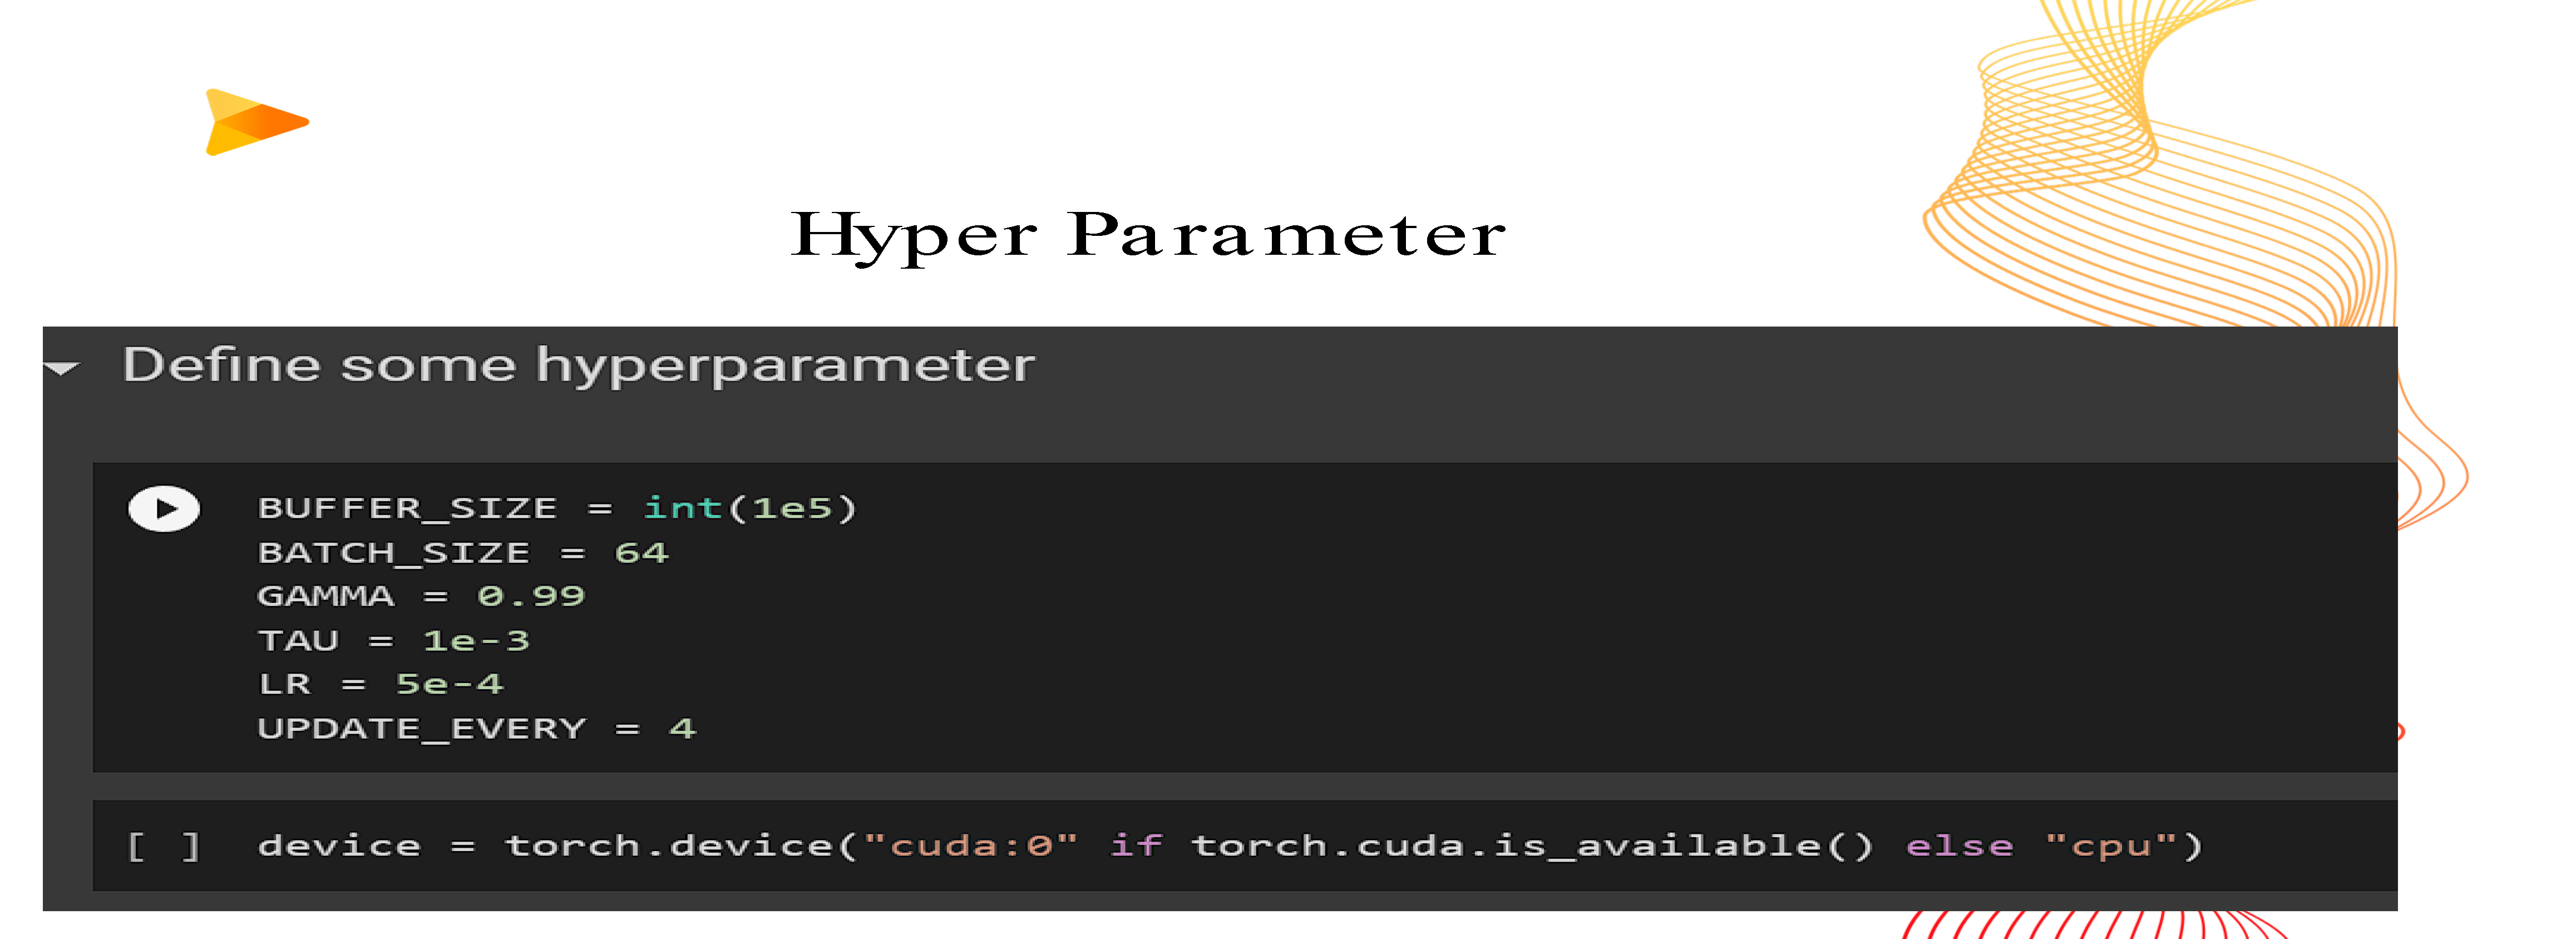 Hyper Parameter
Define some hyperparameter
BUFFER_SIZE = int(1e5)
BATCH_SIZE = 64
GAMMA = 0.99
TAU = 1e-3
LR = 5e-4
UPDATE_EVERY = 4
[ ] device = torch.device("cuda:0" if torch.cuda.is_available() else "cpu")